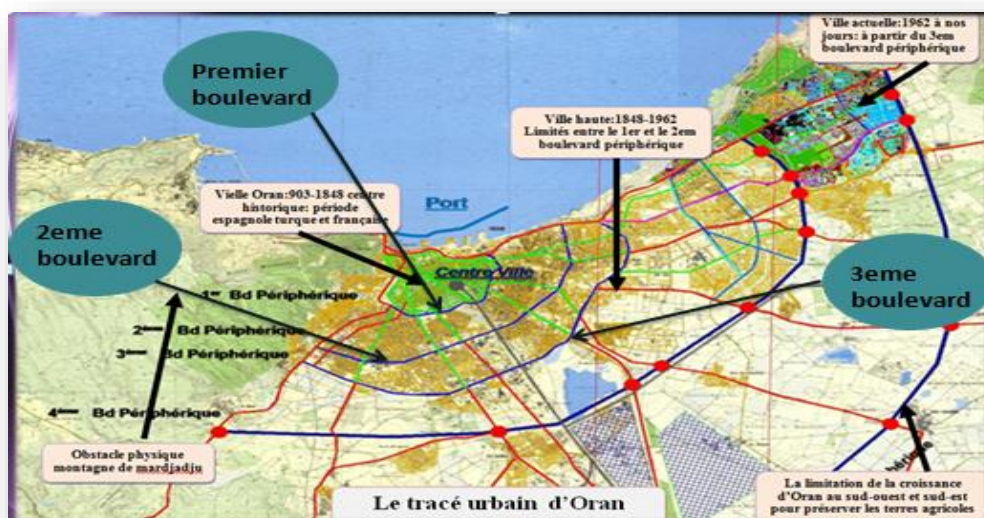 Ville actuelle:1962 à nos
jours: à partir du 3em
boulevard périphérique
Premier
boulevard
Ville haute:1848-1962
Limités entre le 1er et le 2em
boulevard périphérique
Vielle Oran:903-1848 centre
historique: période
espagnole turque et française
Port
2eme
boulevard
Centre Ville
3eme
boulevard
1er Bd Périphérique
2ème Bd Périphérique
3ème Bd Périphérique
4ème Bd Périphérique
Obstacle physique
montagne de mardjadju
Le tracé urbain d'Oran
La limitation de la croissance
d'Oran au sud-ouest et sud-est
pour préserver les terres agricoles